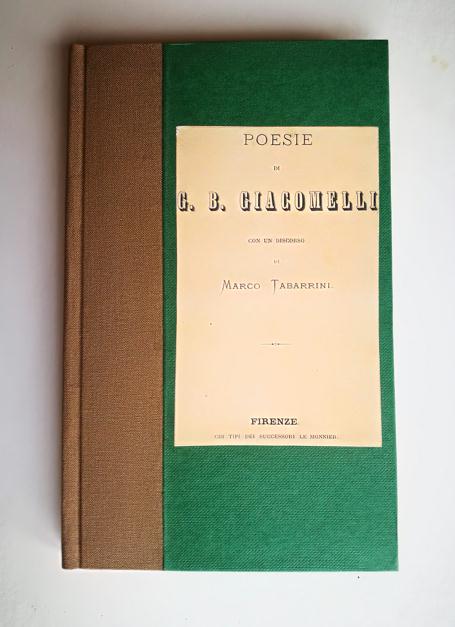 POESIE
DI
G. B. GIACOMELLI
CON UN DISCORSO
DI
MARCO TABARRINI.
FIRENZE
COI TIPI DEI SUCCESSORI LE MONNIER.